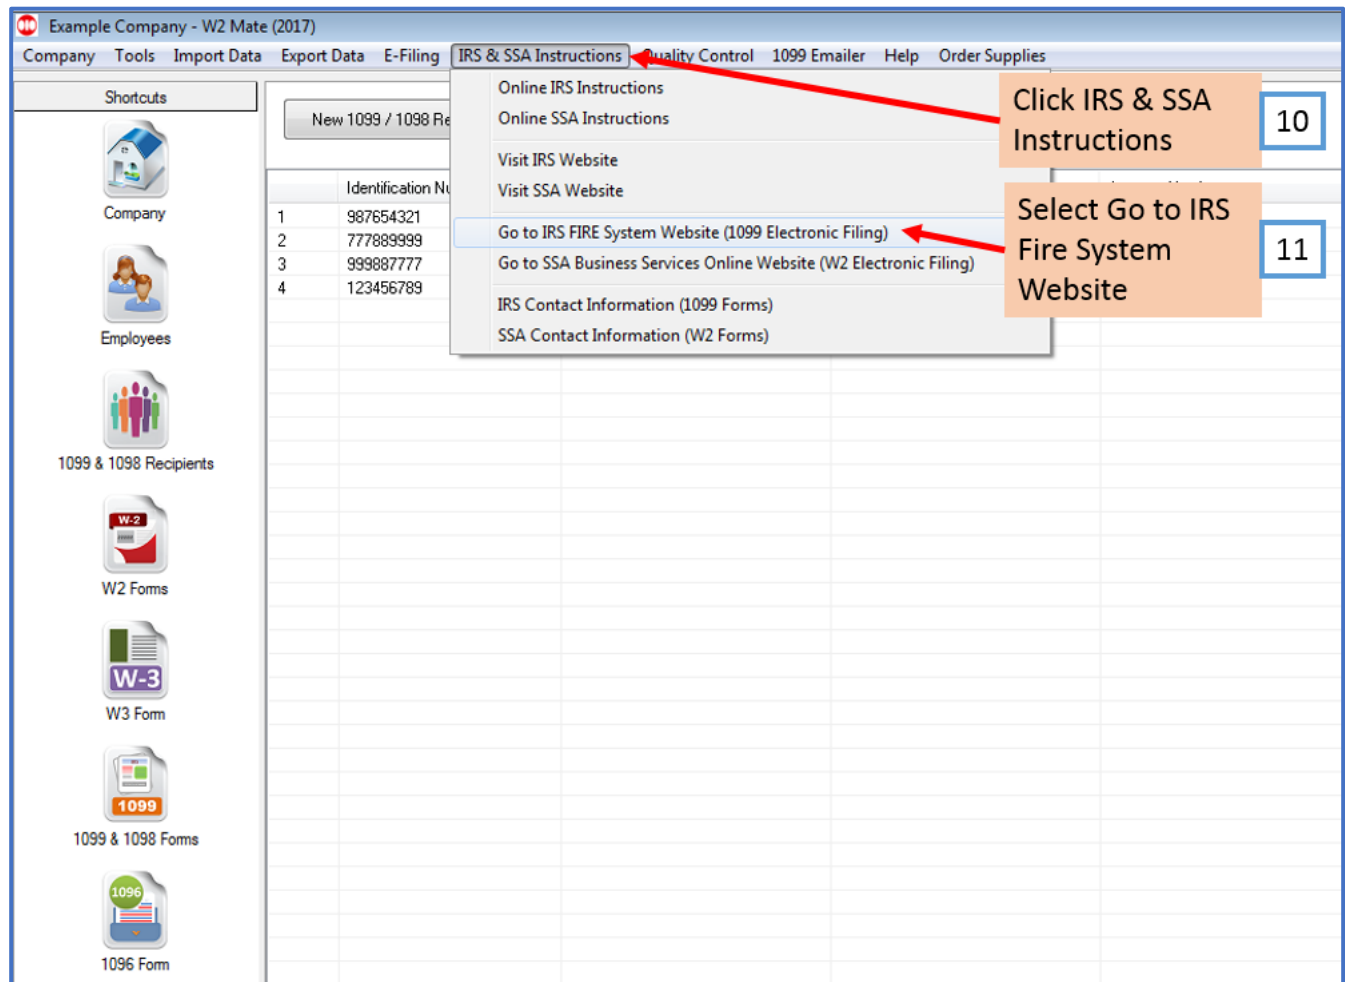 Example Company - W2 Mate (2017)
Company Tools Import Data Export Data E-Filing IRS & SSA Instructions Quality Control 1099 Emailer Help Order Supplies
Shortcuts
Company
Employees
1099 & 1098 Recipients
W-2
W2 Forms
W-3
W3 Form
1099
1099 & 1098 Forms
1096
1096 Form
New 1099 / 1098 Re
Identification Nu
1 987654321
2 777889999
3 999887777
4 123456789
Online IRS Instructions
Online SSA Instructions
Visit IRS Website
Visit SSA Website
Go to IRS FIRE System Website (1099 Electronic Filing)
Go to SSA Business Services Online Website (W2 Electronic Filing)
IRS Contact Information (1099 Forms)
SSA Contact Information (W2 Forms)
Click IRS & SSA
Instructions
10
Select Go to IRS
Fire System
Website
11